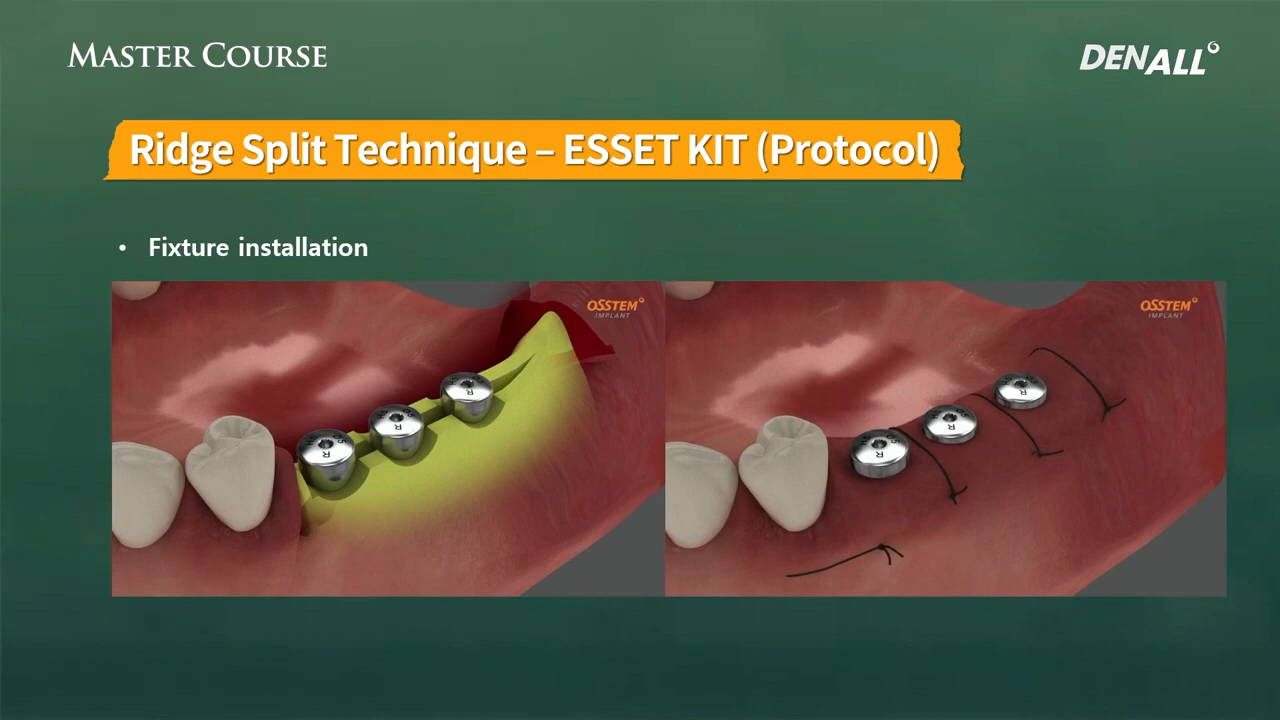 MASTER COURSE
DENALL
Ridge Split Technique – ESSET KIT (Protocol)
• Fixture installation
OSSTEM
IMPLANT
OSSTEM
IMPLANT
R
R
R
R
R
R